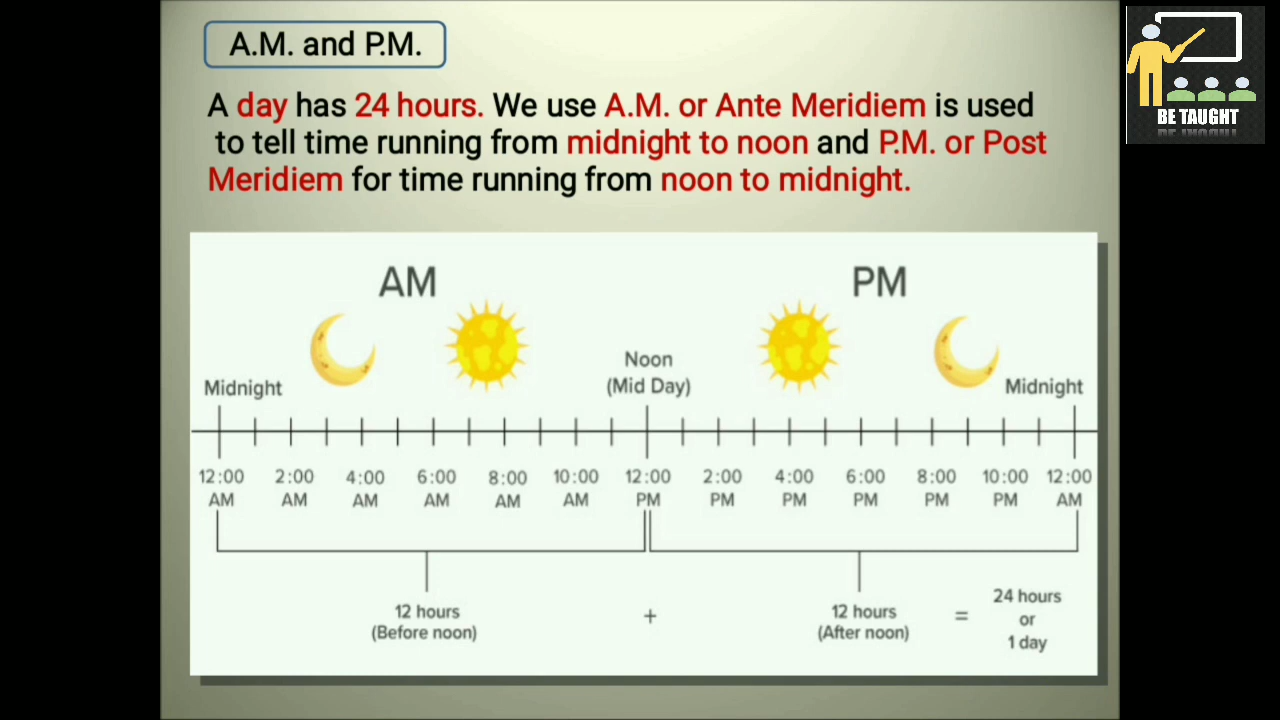 A.M. and P.M.
BE TAUGHT
A day has 24 hours. We use A.M. or Ante Meridiem is used
to tell time running from midnight to noon and P.M. or Post
Meridiem for time running from noon to midnight.
AM PM
Noon
Midnight (Mid Day) Midnight
12:00 2:00 4:00 6:00 8:00 10:00 12:00 2:00 4:00 6:00 8:00 10:00 12:00
AM AM AM AM AM AM PM PM PM PM PM PM AM
12 hours + 12 hours = 24 hours
(Before noon) (After noon) or
1 day